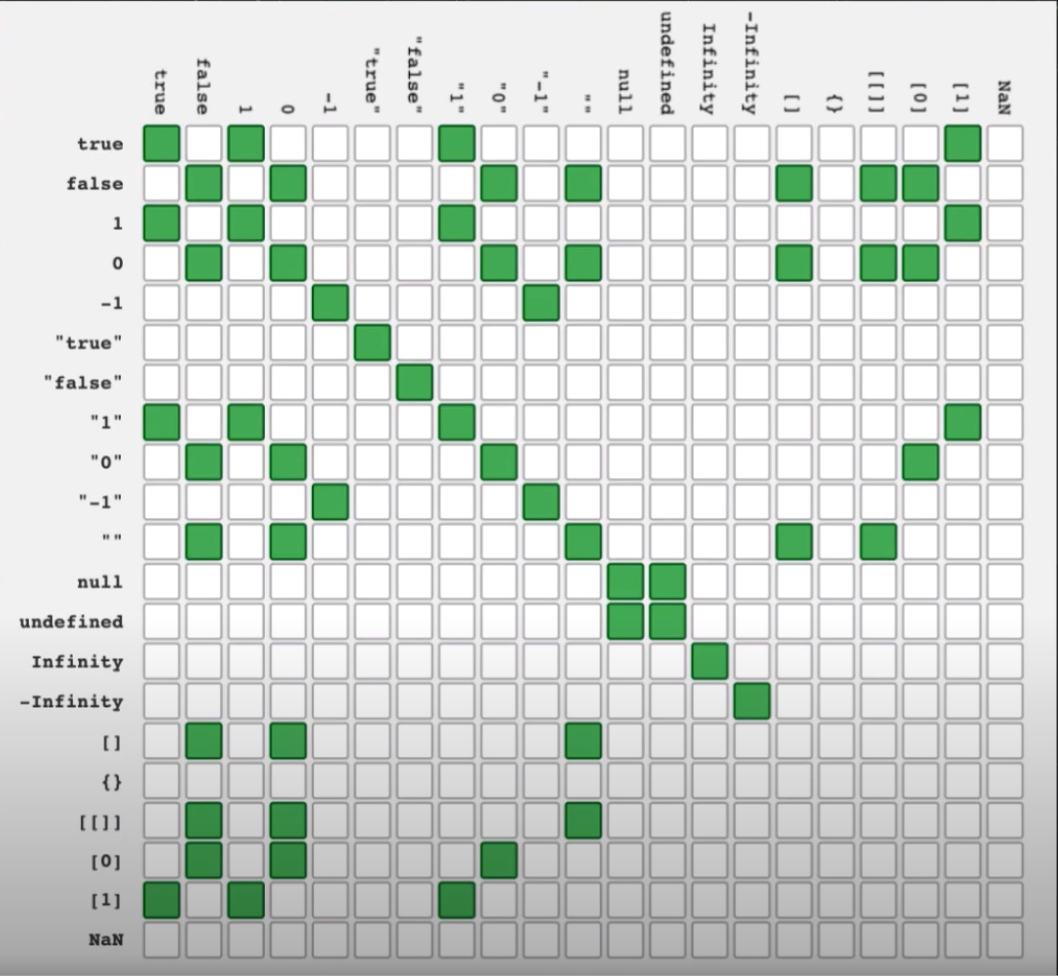 true
false
1
0
-1
"true"
"false"
"1"
"0"
"-1"
""
null
undefined
Infinity
-Infinity
[]
{}
[[]]
[0]
[1]
NaN
true
false
1
0
-1
"true"
"false"
"1"
"0"
"-1"
""
null
undefined
Infinity
-Infinity
[]
{}
[[]]
[0]
[1]
NaN